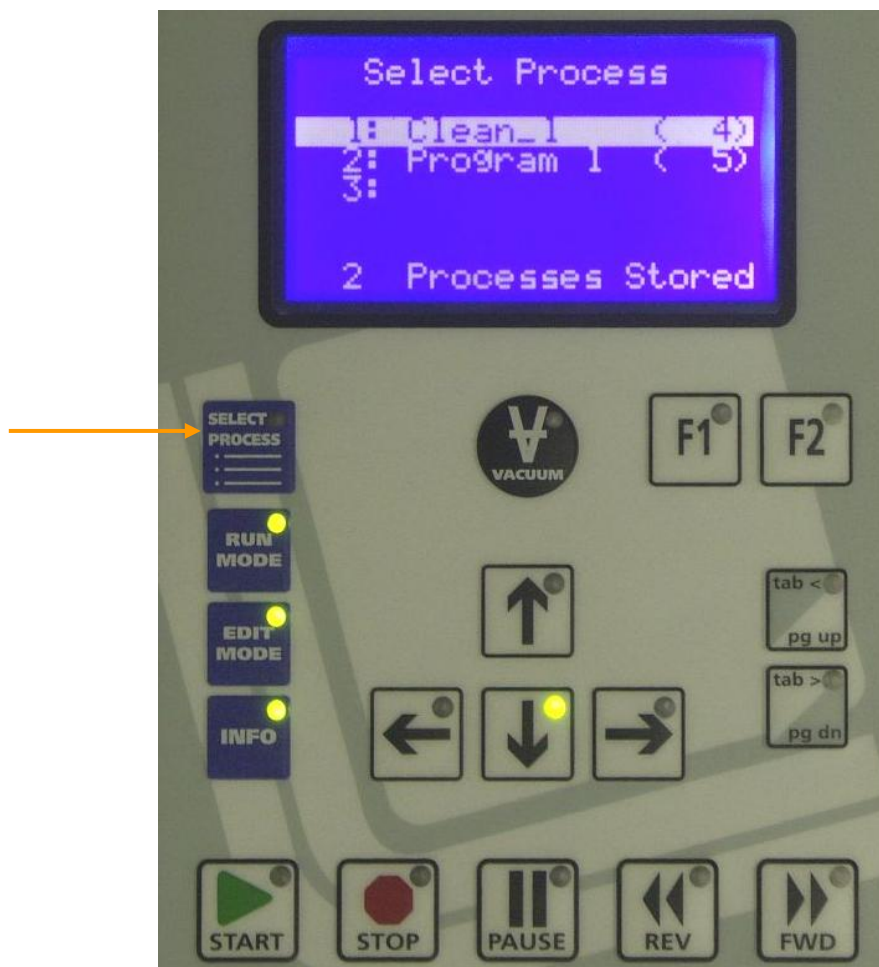 Select Process
1: Clean_1 ( 4)
2: Program 1 ( 5)
3:
2 Processes Stored
SELECT
PROCESS
VACUUM
F1
F2
RUN
MODE
tab <
pg up
EDIT
MODE
tab >
pg dn
INFO
START
STOP
PAUSE
REV
FWD